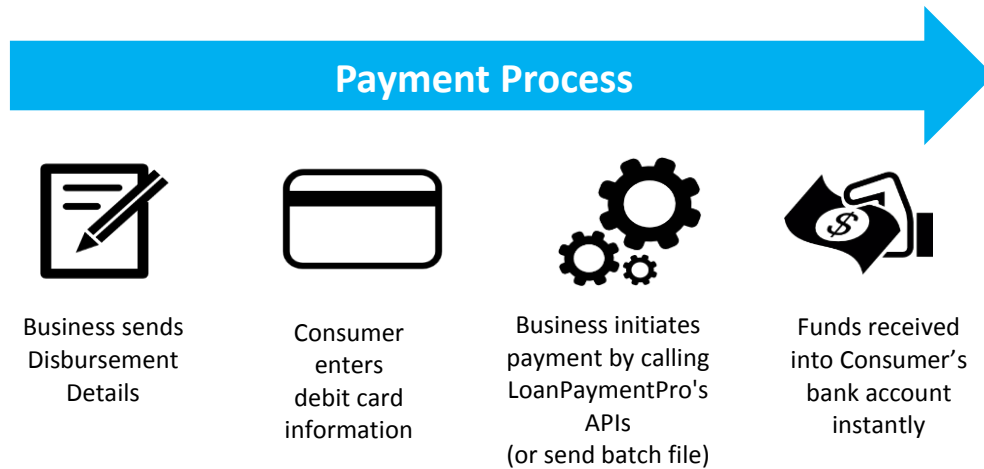 Payment Process
$
Business sends
Disbursement
Details
Consumer
enters
debit card
information
Business initiates
payment by calling
LoanPaymentPro's
APIs
(or send batch file)
Funds received
into Consumer’s
bank account
instantly